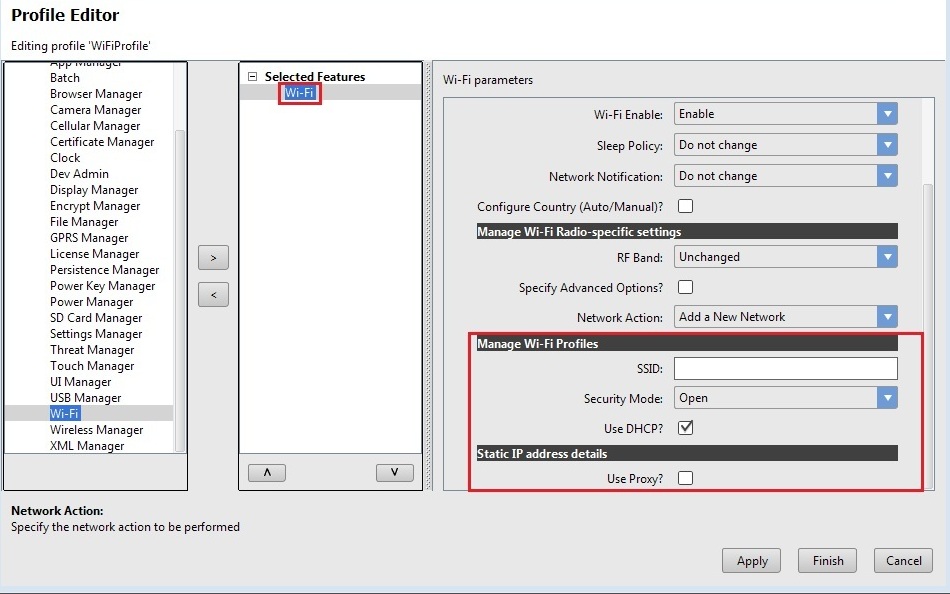 Profile Editor
Editing profile 'WiFiProfile'
App Manager
Batch
Browser Manager
Camera Manager
Cellular Manager
Certificate Manager
Clock
Dev Admin
Display Manager
Encrypt Manager
File Manager
GPRS Manager
License Manager
Persistence Manager
Power Key Manager
Power Manager
SD Card Manager
Settings Manager
Threat Manager
Touch Manager
UI Manager
USB Manager
Wi-Fi
Wireless Manager
XML Manager
>
<
Selected Features
Wi-Fi
Λ
V
Wi-Fi parameters
Wi-Fi Enable: Enable
Sleep Policy: Do not change
Network Notification: Do not change
Configure Country (Auto/Manual)?
Manage Wi-Fi Radio-specific settings
RF Band: Unchanged
Specify Advanced Options?
Network Action: Add a New Network
Manage Wi-Fi Profiles
SSID:
Security Mode: Open
Use DHCP?
Static IP address details
Use Proxy?
Network Action:
Specify the network action to be performed
Apply Finish Cancel